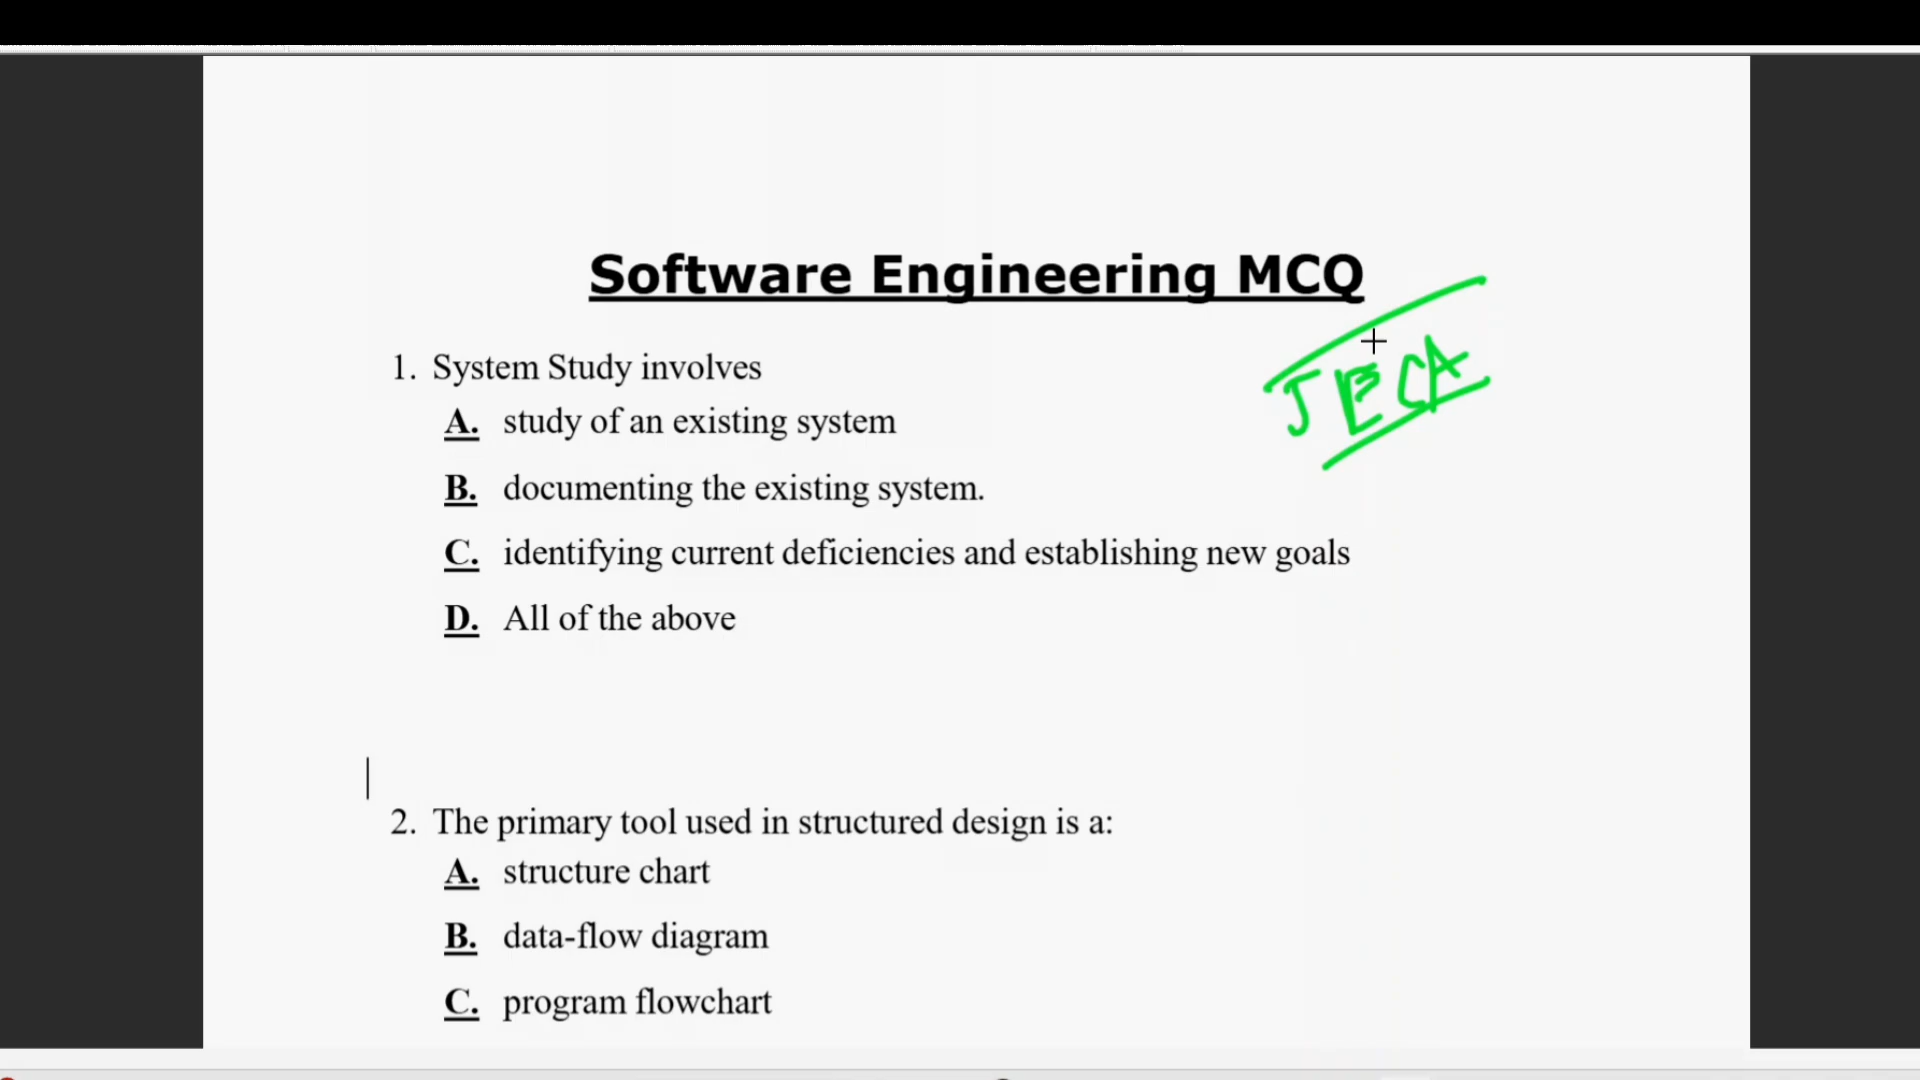 Software Engineering MCQ
JECA
1. System Study involves
A. study of an existing system
B. documenting the existing system.
C. identifying current deficiencies and establishing new goals
D. All of the above
2. The primary tool used in structured design is a:
A. structure chart
B. data-flow diagram
C. program flowchart